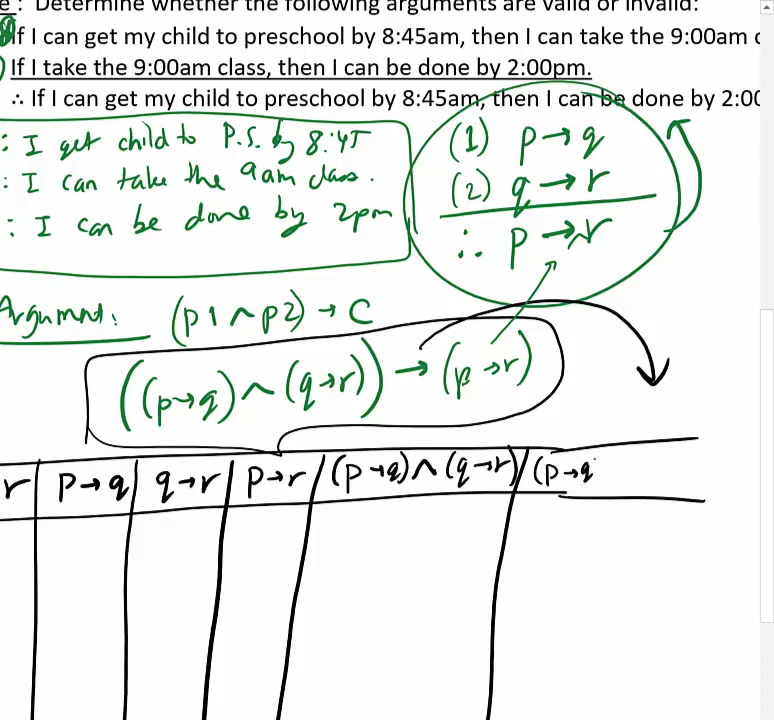 e : Determine whether the following arguments are valid or invalid:
If I can get my child to preschool by 8:45am, then I can take the 9:00am c
) If I take the 9:00am class, then I can be done by 2:00pm.
∴ If I can get my child to preschool by 8:45am, then I can be done by 2:00
: I get child to P.S. by 8:45
: I can take the 9am class.
: I can be done by 2pm
(1) p→q
(2) q→r
∴ p→r
Argument: (p1∧p2)→C
((p→q)∧(q→r))→(p→r)
r p→q q→r p→r (p→q)∧(q→r) (p→q